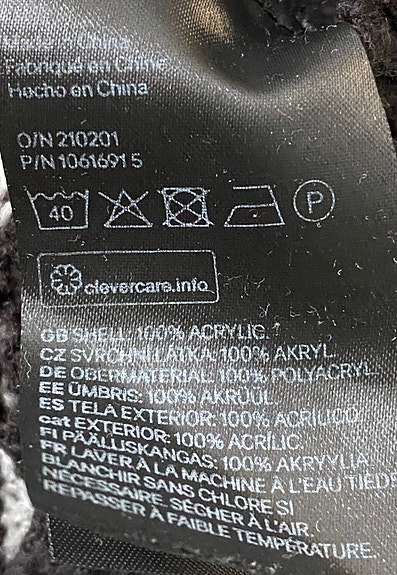 Fabriqué en Chine
Hecho en China
O/N 210201
P/N 1061691 5
40
P
clevercare.info
GB SHELL: 100% ACRYLIC.
CZ SVRCHNÍ LÁTKA: 100% AKRYL.
DE OBERMATERIAL: 100% POLYACRYL.
EE ÜMBRIS: 100% AKRÜÜL
ES TELA EXTERIOR: 100% ACRÍLICO
cat EXTERIOR: 100% ACRÍLIC.
FI PÄÄLLISKANGAS: 100% AKRYYLIA
FR LAVER À LA MACHINE À L'EAU TIÈDE
BLANCHIR SANS CHLORE SI
NÉCESSAIRE. SÉCHER À L'AIR.
REPASSER À FAIBLE TEMPÉRATURE.